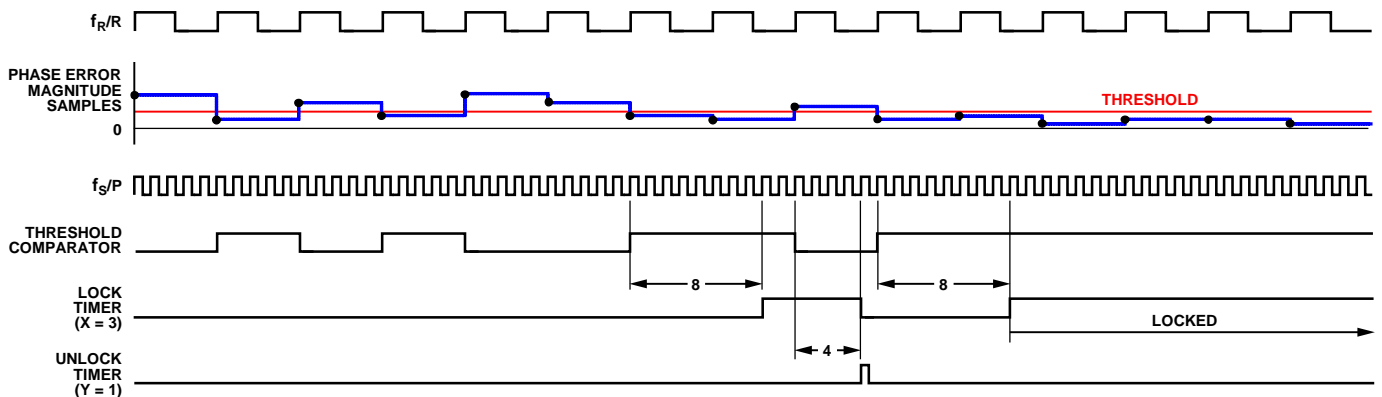 fR/R
PHASE ERROR
MAGNITUDE
SAMPLES
THRESHOLD
0
fS/P
THRESHOLD
COMPARATOR
8
8
LOCK
TIMER
(X = 3)
LOCKED
4
UNLOCK
TIMER
(Y = 1)